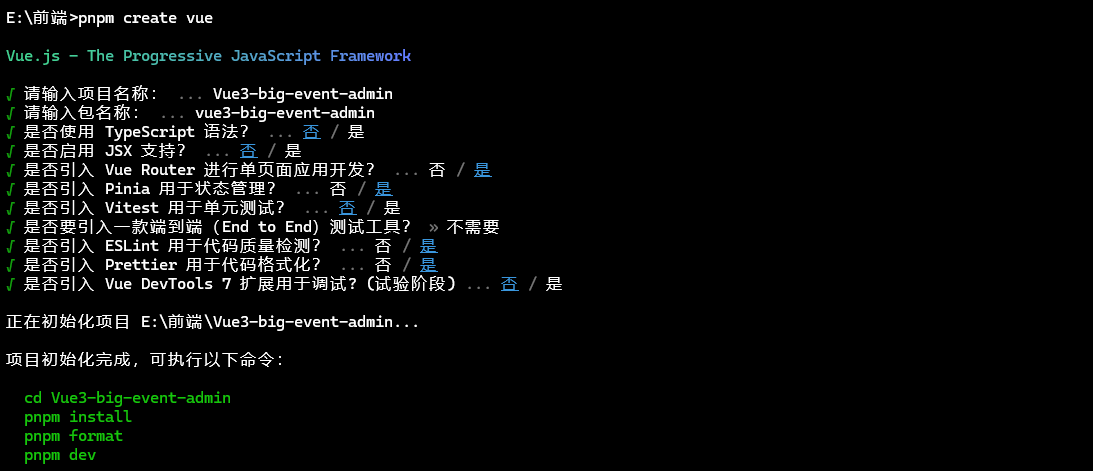 E:\前端>pnpm create vue
Vue.js - The Progressive JavaScript Framework
√ 请输入项目名称： ... Vue3-big-event-admin
√ 请输入包名称： ... vue3-big-event-admin
√ 是否使用 TypeScript 语法？ ... 否 / 是
√ 是否启用 JSX 支持？ ... 否 / 是
√ 是否引入 Vue Router 进行单页面应用开发？ ... 否 / 是
√ 是否引入 Pinia 用于状态管理？ ... 否 / 是
√ 是否引入 Vitest 用于单元测试？ ... 否 / 是
√ 是否要引入一款端到端（End to End）测试工具？ » 不需要
√ 是否引入 ESLint 用于代码质量检测？ ... 否 / 是
√ 是否引入 Prettier 用于代码格式化？ ... 否 / 是
√ 是否引入 Vue DevTools 7 扩展用于调试？(试验阶段) ... 否 / 是
正在初始化项目 E:\前端\Vue3-big-event-admin...
项目初始化完成，可执行以下命令：
cd Vue3-big-event-admin
pnpm install
pnpm format
pnpm dev